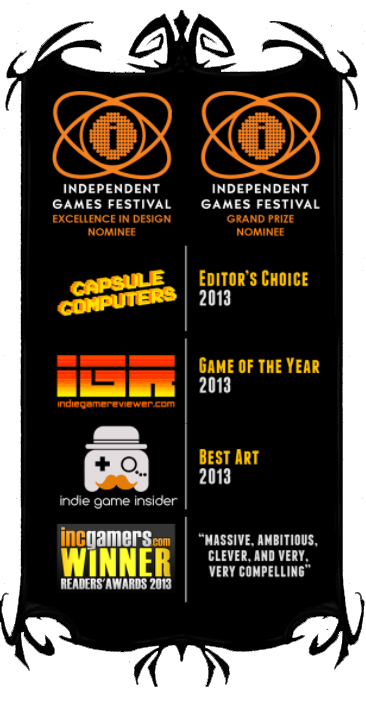 INDEPENDENT
GAMES FESTIVAL
EXCELLENCE IN DESIGN
NOMINEE
INDEPENDENT
GAMES FESTIVAL
GRAND PRIZE
NOMINEE
CAPSULE
COMPUTERS
EDITOR'S CHOICE
2013
IGR
indiegamereviewer.com
GAME OF THE YEAR
2013
indie game insider
BEST ART
2013
incgamers.com
WINNER
READERS' AWARDS 2013
"MASSIVE, AMBITIOUS,
CLEVER, AND VERY,
VERY COMPELLING"